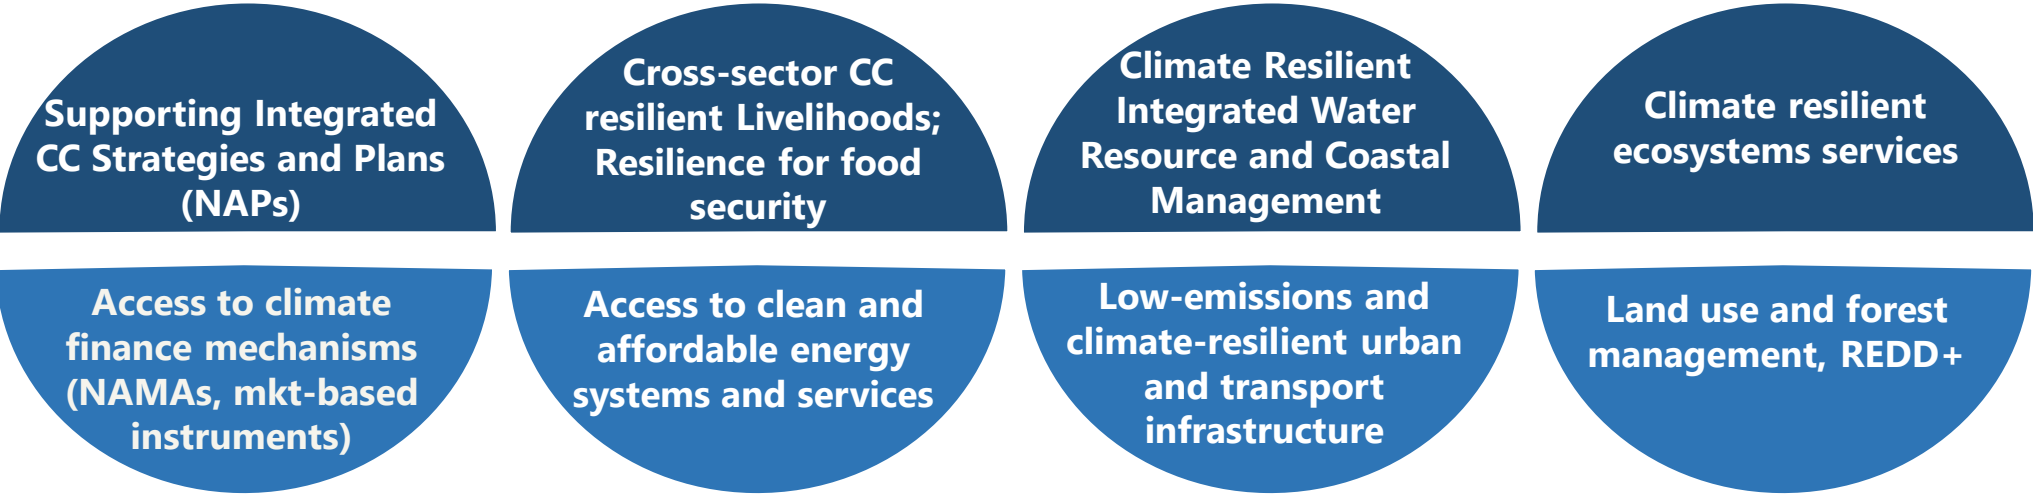 Supporting Integrated
CC Strategies and Plans
(NAPs)
Cross-sector CC
resilient Livelihoods;
Resilience for food
security
Climate Resilient
Integrated Water
Resource and Coastal
Management
Climate resilient
ecosystems services
Access to climate
finance mechanisms
(NAMAs, mkt-based
instruments)
Access to clean and
affordable energy
systems and services
Low-emissions and
climate-resilient urban
and transport
infrastructure
Land use and forest
management, REDD+